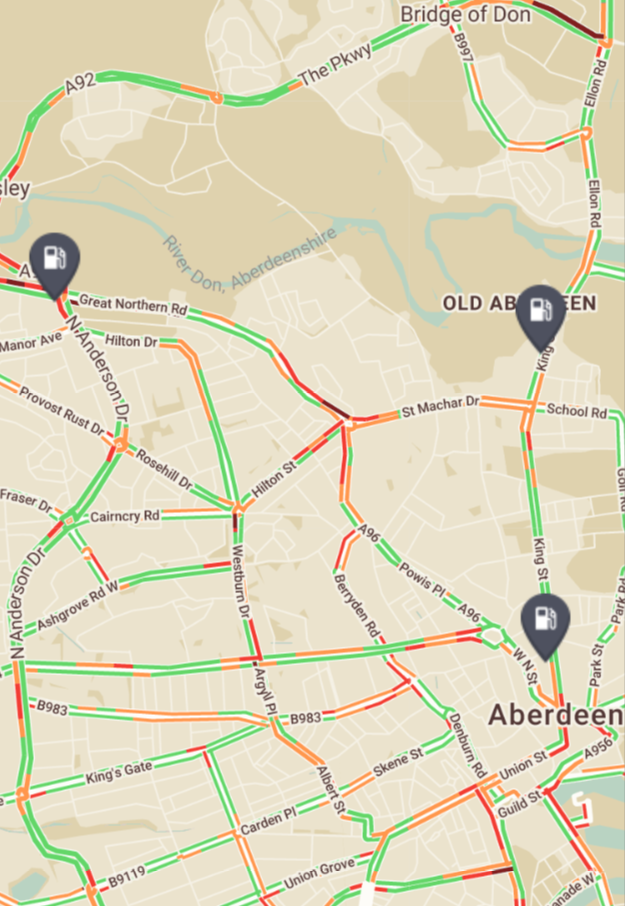 Bridge of Don
B997
A92
The Pkwy
Ellon Rd
sley
Ellon Rd
River Don, Aberdeenshire
Great Northern Rd
OLD AB EEN
Manor Ave
Hilton Dr
King
N Anderson Dr
Provost Rust Dr
St Machar Dr
School Rd
Rosehill Dr
Hilton St
Fraser Dr
Cairncry Rd
A96
King St
N Anderson Dr
Westburn Dr
Powis Pl
A96
Ashgrove Rd W
Berryden Rd
Park Rd
W N St
Park St
Argyll Pl
B983
B983
Aberdeen
Denburn Rd
A956
King's Gate
Skene St
Union St
Albert St
Guild St
Carden Pl
B9119
Union Grove
anade W